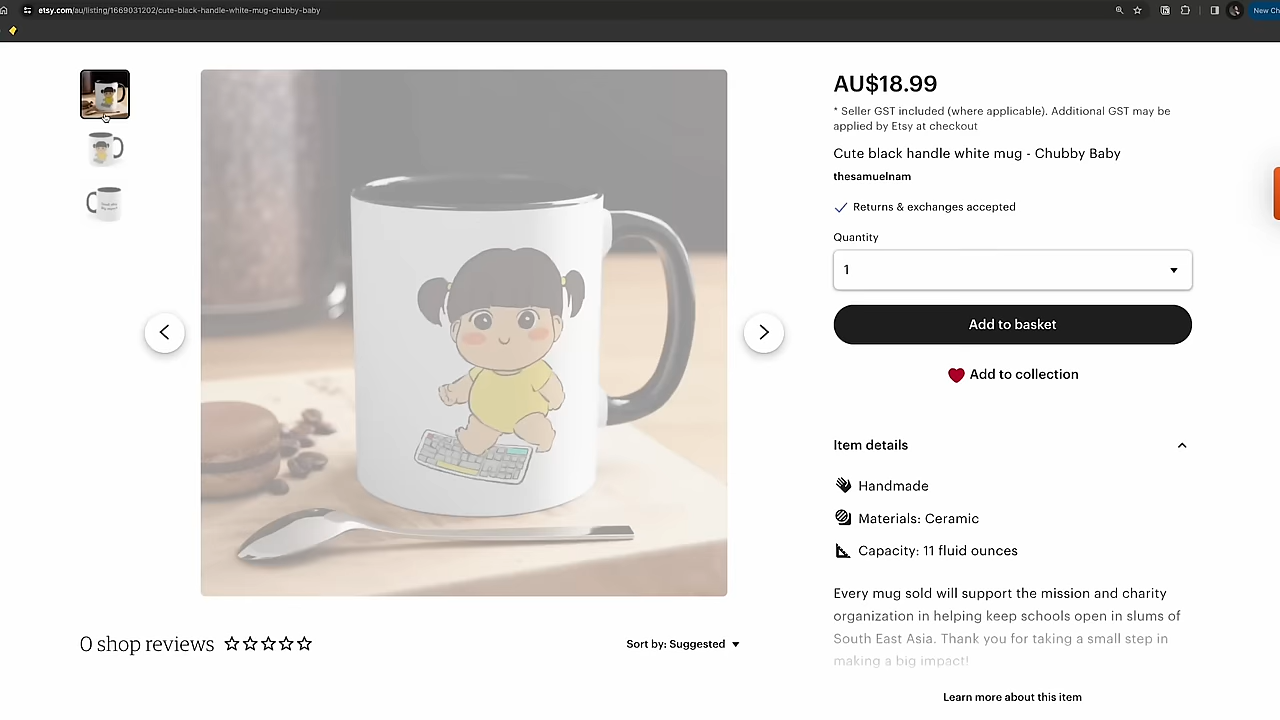 etsy.com/au/listing/1669031202/cute-black-handle-white-mug-chubby-baby
New Ch
AU$18.99
* Seller GST included (where applicable). Additional GST may be
applied by Etsy at checkout
Cute black handle white mug - Chubby Baby
thesamuelnam
Returns & exchanges accepted
Quantity
1
Add to basket
Add to collection
Item details
Handmade
Materials: Ceramic
Capacity: 11 fluid ounces
Every mug sold will support the mission and charity
organization in helping keep schools open in slums of
South East Asia. Thank you for taking a small step in
making a big impact!
Learn more about this item
0 shop reviews
Sort by: Suggested